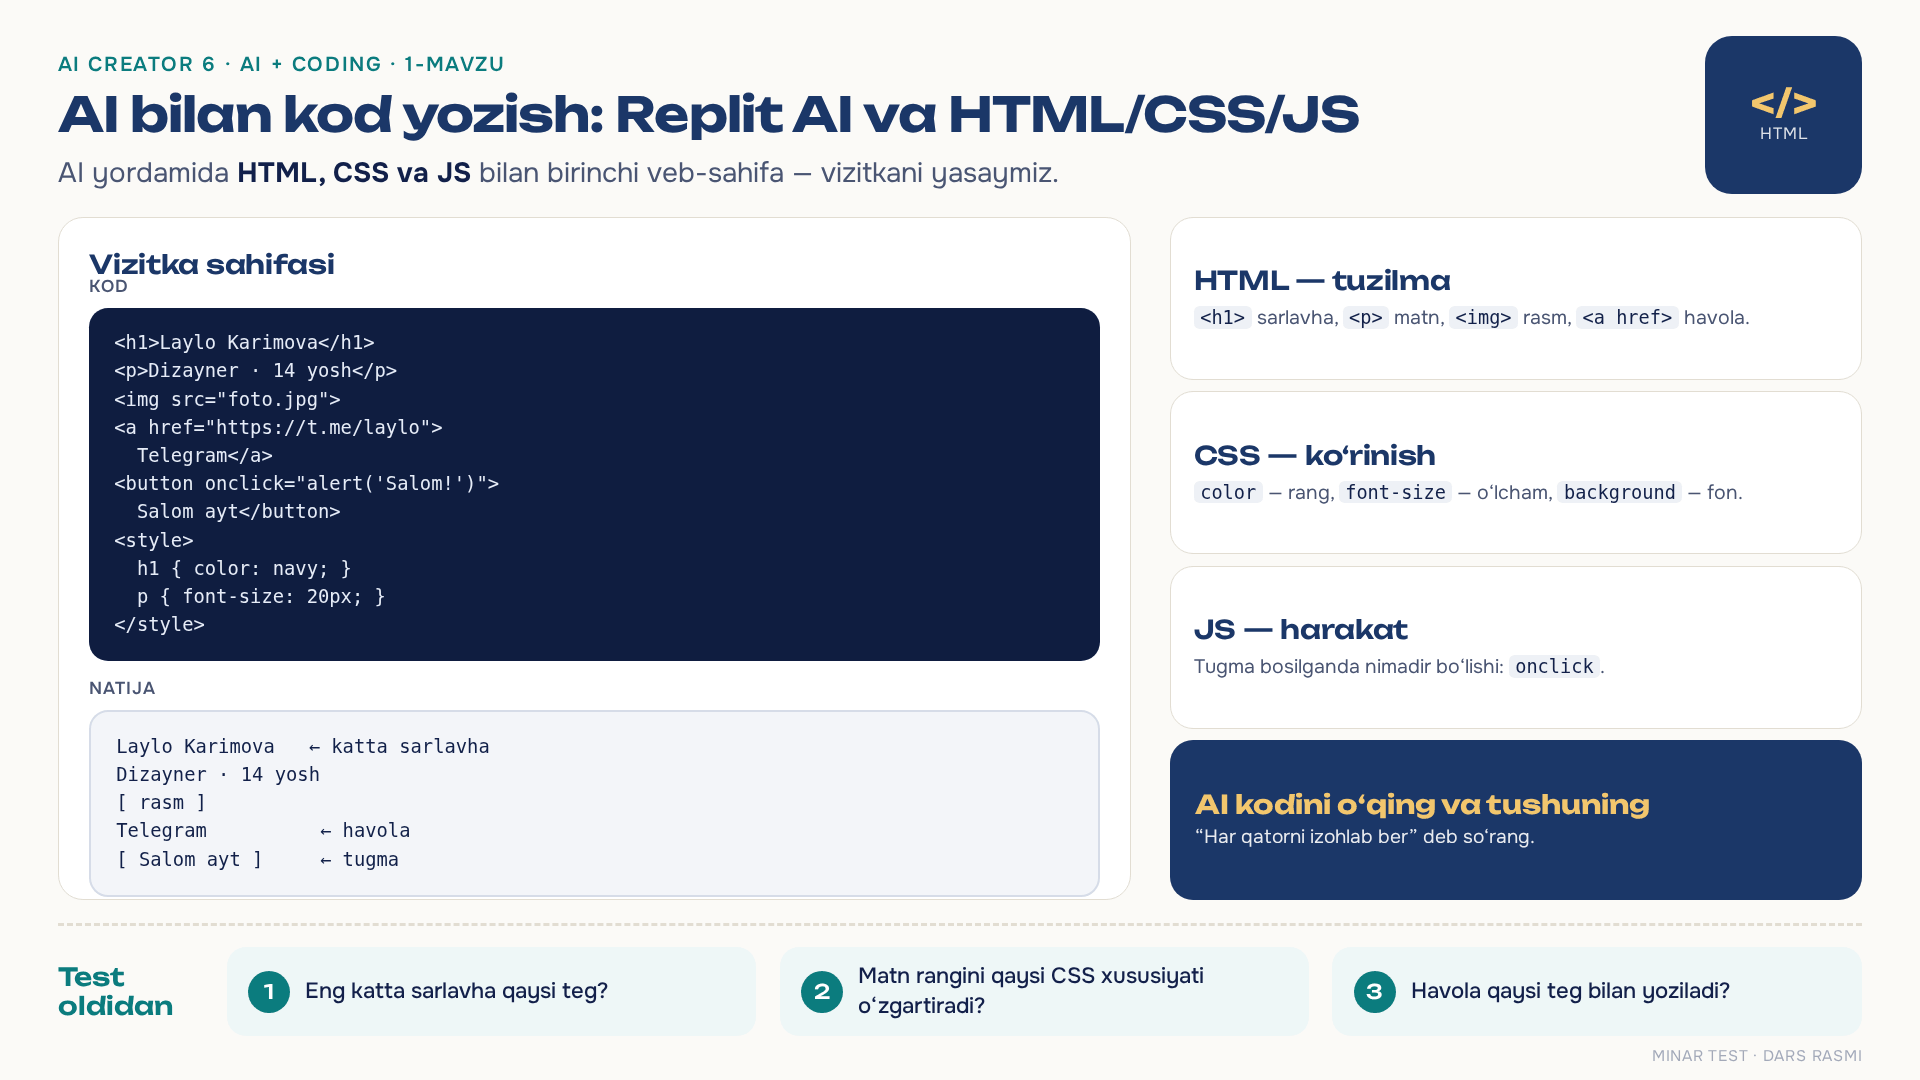 AI CREATOR 6 · AI + CODING · 1-MAVZU
AI bilan kod yozish: Replit AI va HTML/CSS/JS
AI yordamida HTML, CSS va JS bilan birinchi veb-sahifa — vizitkani yasaymiz.
</>
HTML
Vizitka sahifasi
KOD
<h1>Laylo Karimova</h1>
<p>Dizayner · 14 yosh</p>
<img src="foto.jpg">
<a href="https://t.me/laylo">
  Telegram</a>
<button onclick="alert('Salom!')">
  Salom ayt</button>
<style>
  h1 { color: navy; }
  p { font-size: 20px; }
</style>
NATIJA
Laylo Karimova   ← katta sarlavha
Dizayner · 14 yosh
[ rasm ]
Telegram          ← havola
[ Salom ayt ]     ← tugma
HTML — tuzilma
<h1> sarlavha, <p> matn, <img> rasm, <a href> havola.
CSS — ko‘rinish
color — rang, font-size — o‘lcham, background — fon.
JS — harakat
Tugma bosilganda nimadir bo‘lishi: onclick.
AI kodini o‘qing va tushuning
“Har qatorni izohlab ber” deb so‘rang.
Test
oldidan
1 Eng katta sarlavha qaysi teg?
2 Matn rangini qaysi CSS xususiyati
o‘zgartiradi?
3 Havola qaysi teg bilan yoziladi?
MINAR TEST · DARS RASMI